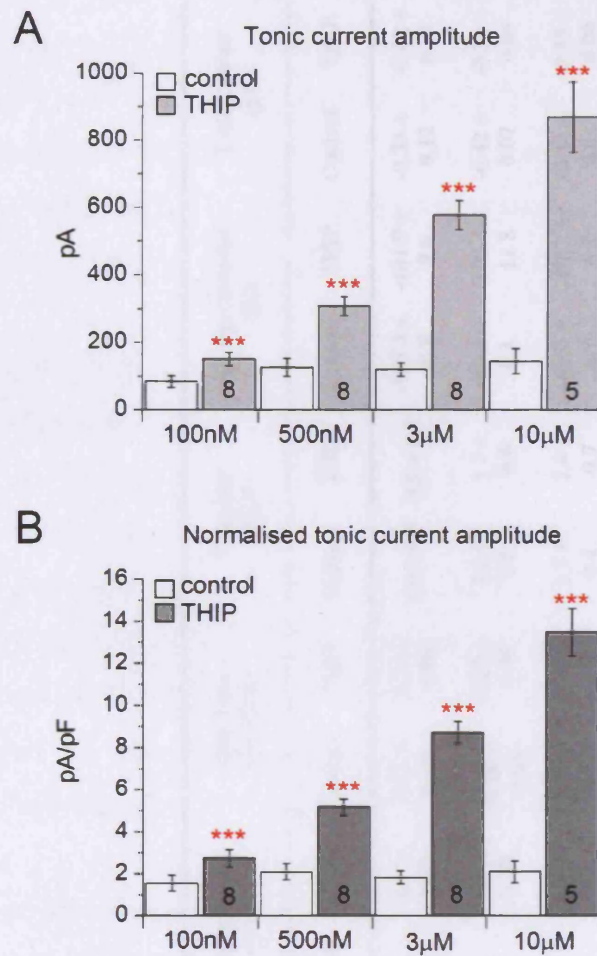 A
Tonic current amplitude
1000
800
600
400
200
0
pA
control
THIP
***
***
***
***
8
8
8
5
100nM
500nM
3µM
10µM
B
Normalised tonic current amplitude
16
14
12
10
8
6
4
2
0
pA/pF
control
THIP
***
***
***
***
8
8
8
5
100nM
500nM
3µM
10µM